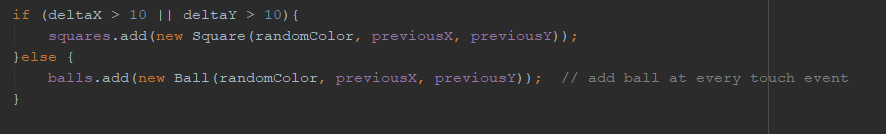 if (deltaX > 10 || deltaY > 10){
    squares.add(new Square(randomColor, previousX, previousY));
}else {
    balls.add(new Ball(randomColor, previousX, previousY));  // add ball at every touch event
}